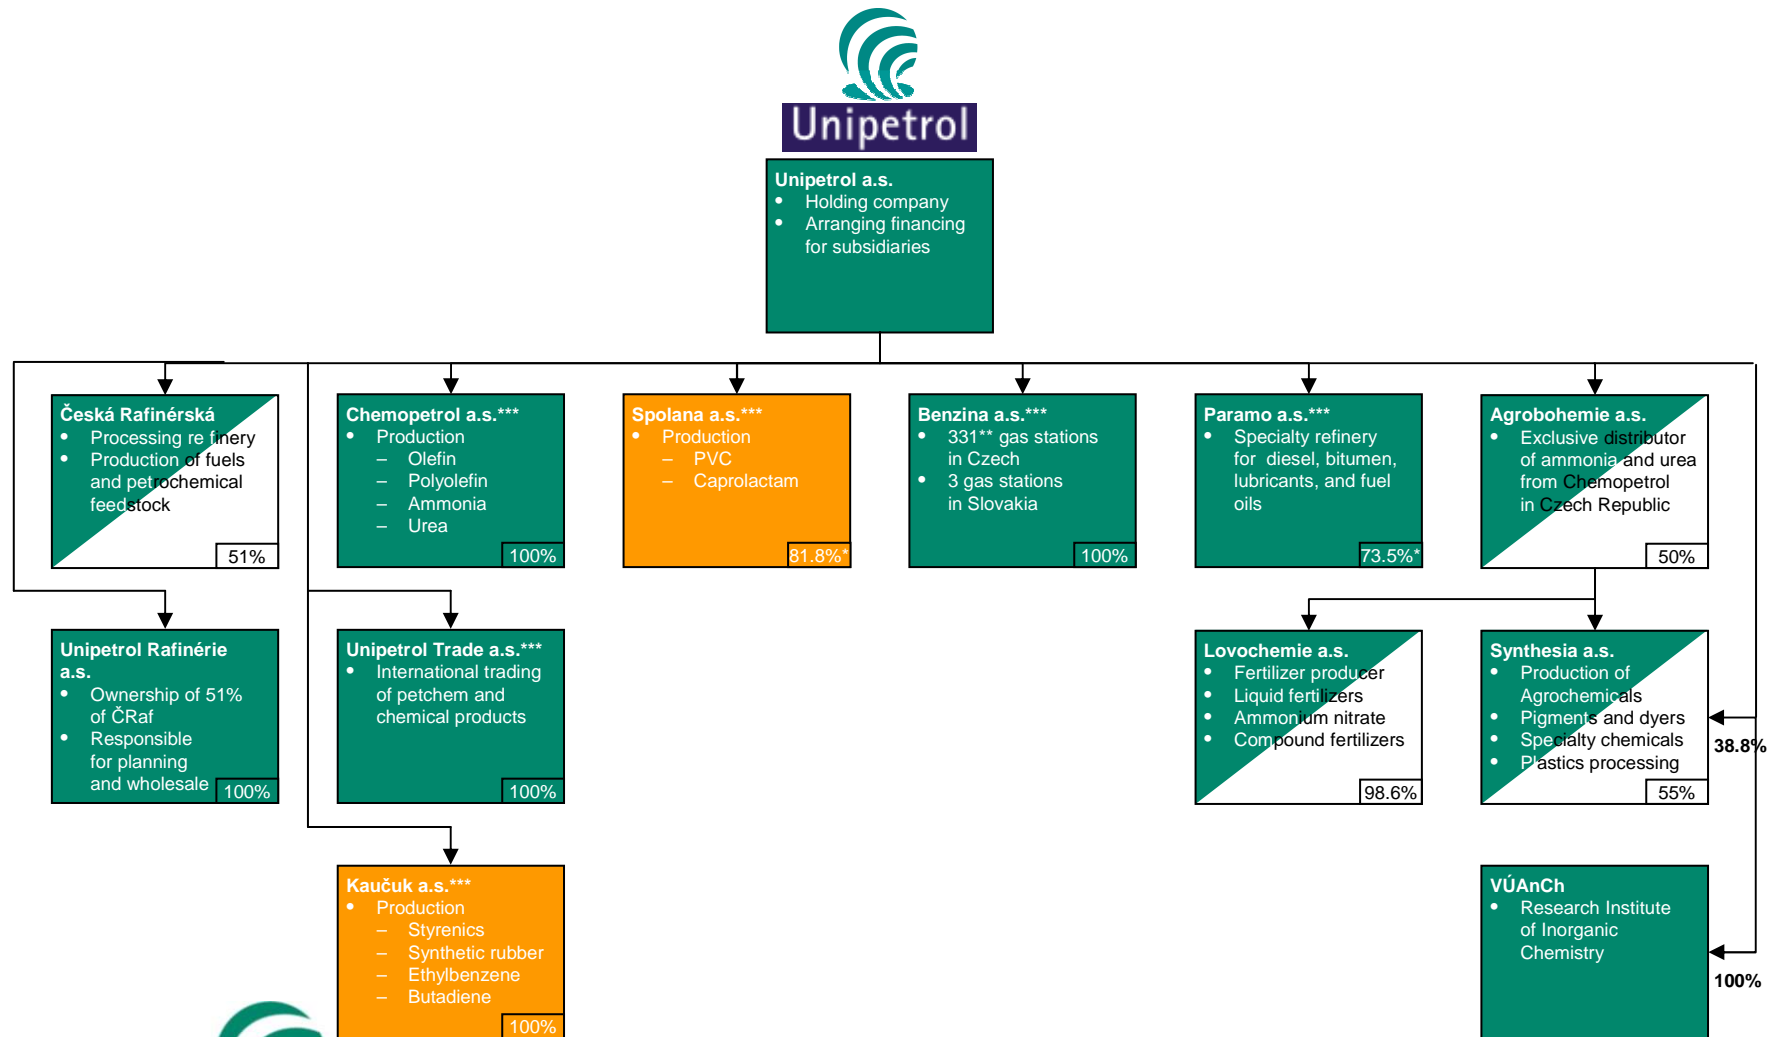 Unipetrol
Unipetrol a.s.
• Holding company
• Arranging financing
for subsidiaries
Česká Rafinérská
• Processing re finery
• Production of fuels
and petrochemical
feedstock
51%
Chemopetrol a.s.***
• Production
– Olefin
– Polyolefin
– Ammonia
– Urea
100%
Spolana a.s.***
• Production
– PVC
– Caprolactam
81.8%*
Benzina a.s.***
• 331** gas stations
in Czech
• 3 gas stations
in Slovakia
100%
Paramo a.s.***
• Specialty refinery
for diesel, bitumen,
lubricants, and fuel
oils
73.5%*
Agrobohemie a.s.
• Exclusive distributor
of ammonia and urea
from Chemopetrol
in Czech Republic
50%
Unipetrol Rafinérie
a.s.
• Ownership of 51%
of ČRaf
• Responsible
for planning
and wholesale
100%
Unipetrol Trade a.s.***
• International trading
of petchem and
chemical products
100%
Lovochemie a.s.
• Fertilizer producer
• Liquid fertilizers
• Ammonium nitrate
• Compound fertilizers
98.6%
Synthesia a.s.
• Production of
Agrochemicals
• Pigments and dyers
• Specialty chemicals
• Plastics processing
55%
38.8%
Kaučuk a.s.***
• Production
– Styrenics
– Synthetic rubber
– Ethylbenzene
– Butadiene
100%
VÚAnCh
• Research Institute
of Inorganic
Chemistry
100%